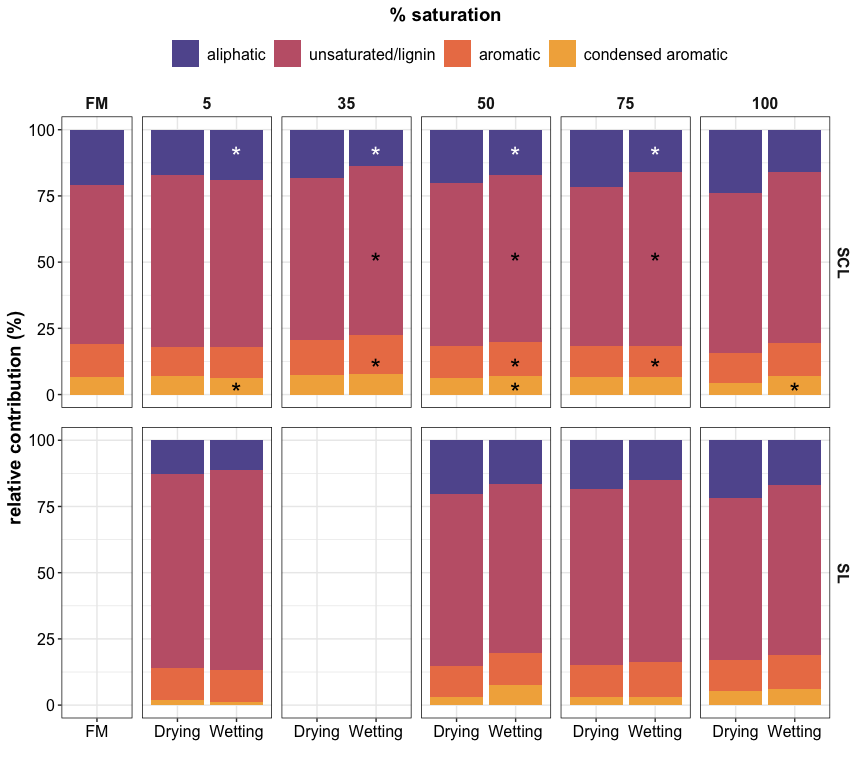 % saturation
aliphatic unsaturated/lignin aromatic condensed aromatic
FM 5 35 50 75 100
relative contribution (%)
100
75
50
25
0
* * * *
* * *
* * *
* * *
SCL
100
75
50
25
0
SL
FM Drying Wetting Drying Wetting Drying Wetting Drying Wetting Drying Wetting